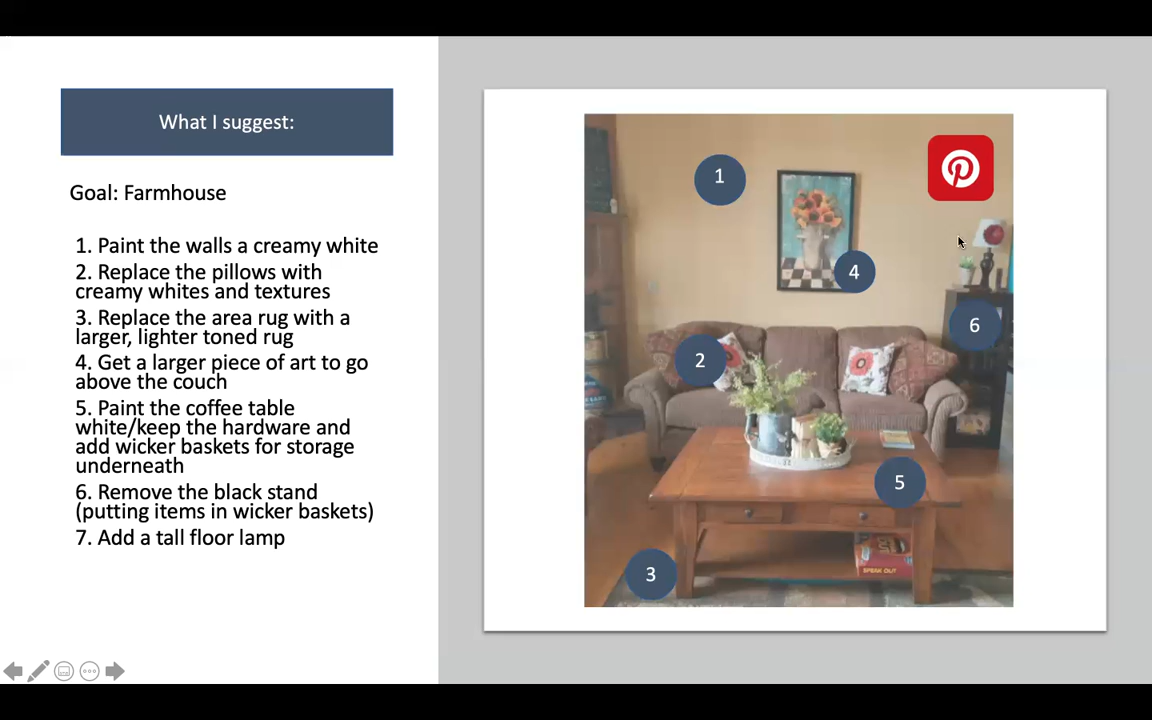 What I suggest:
Goal: Farmhouse
1. Paint the walls a creamy white
2. Replace the pillows with
creamy whites and textures
3. Replace the area rug with a
larger, lighter toned rug
4. Get a larger piece of art to go
above the couch
5. Paint the coffee table
white/keep the hardware and
add wicker baskets for storage
underneath
6. Remove the black stand
(putting items in wicker baskets)
7. Add a tall floor lamp
1
4
6
2
5
3
SPEAK OUT